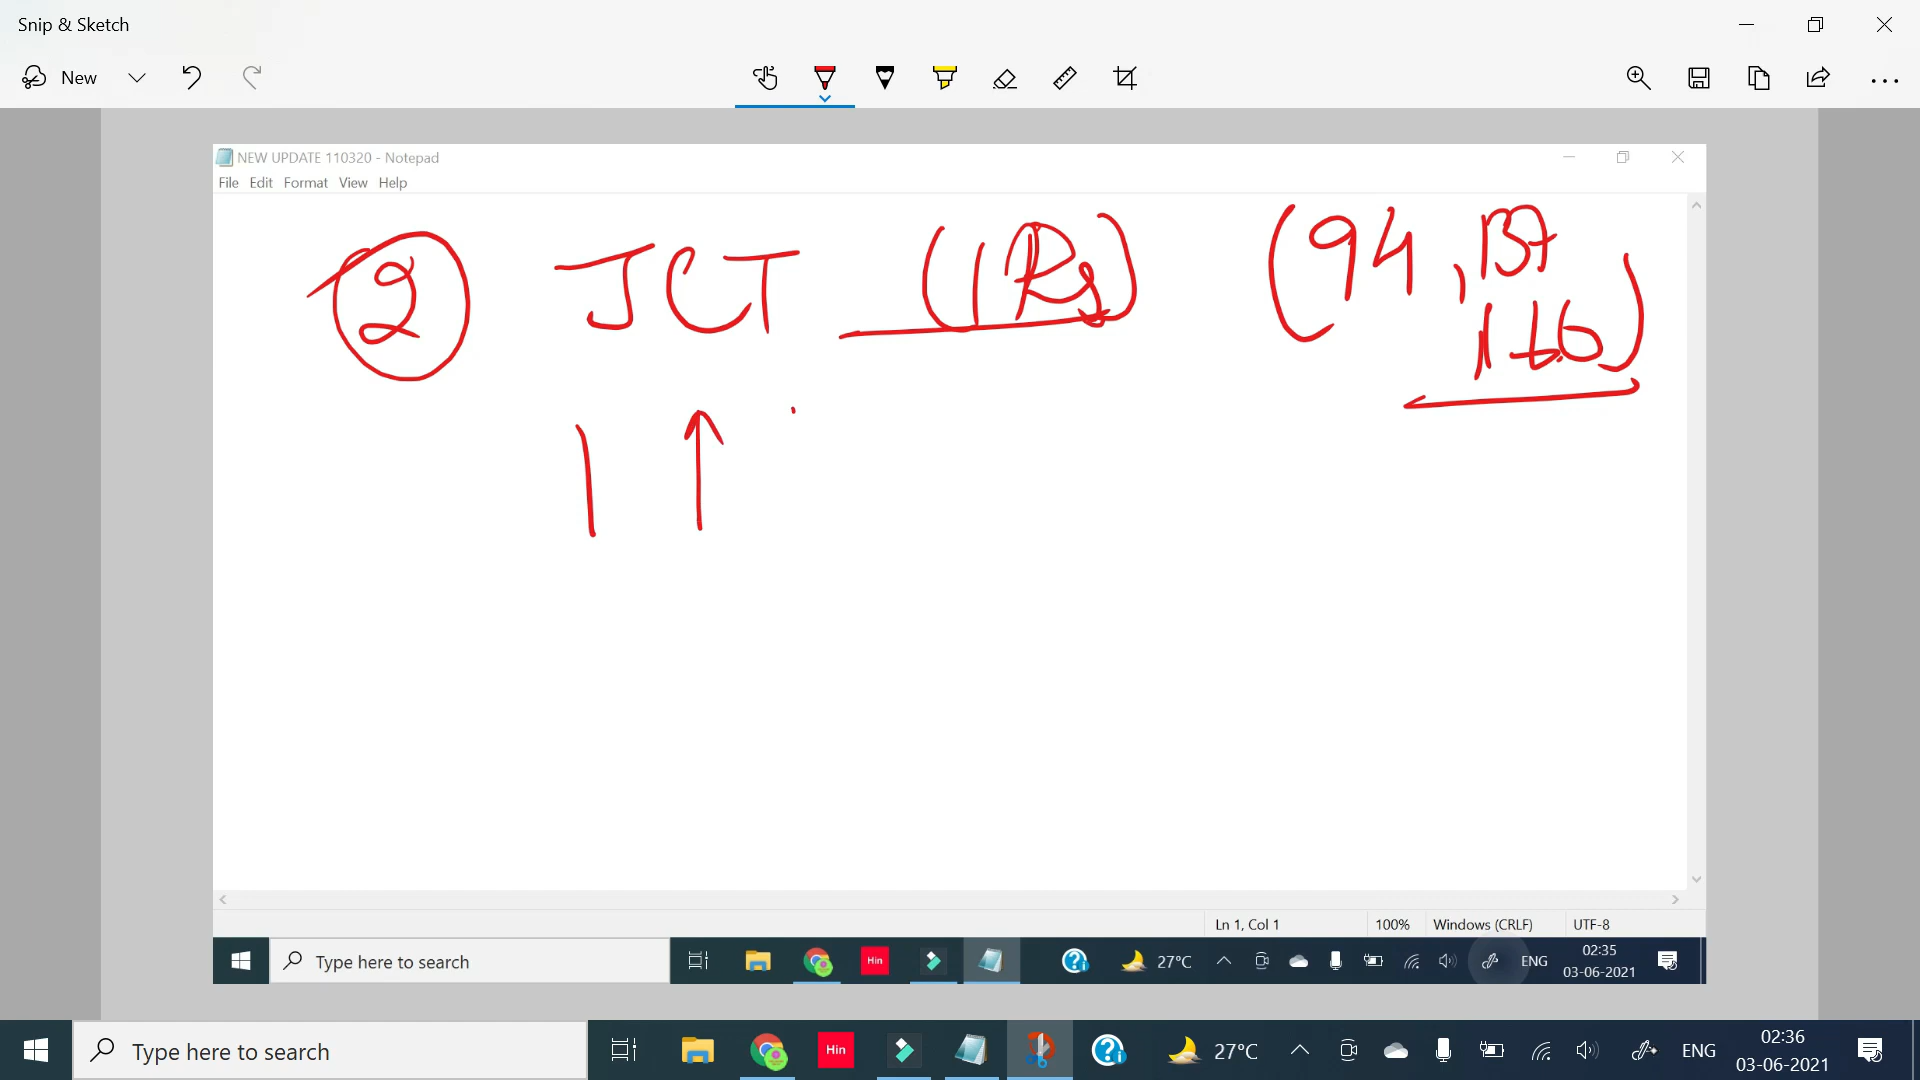 Snip & Sketch
New
NEW UPDATE 110320 - Notepad
File Edit Format View Help
2 JCT (1Rs) (94,
1 ↑
Ln 1, Col 1 100% Windows (CRLF) UTF-8
Type here to search Hin 27°C ENG 02:35
03-06-2021
Type here to search Hin 27°C ENG 02:36
03-06-2021